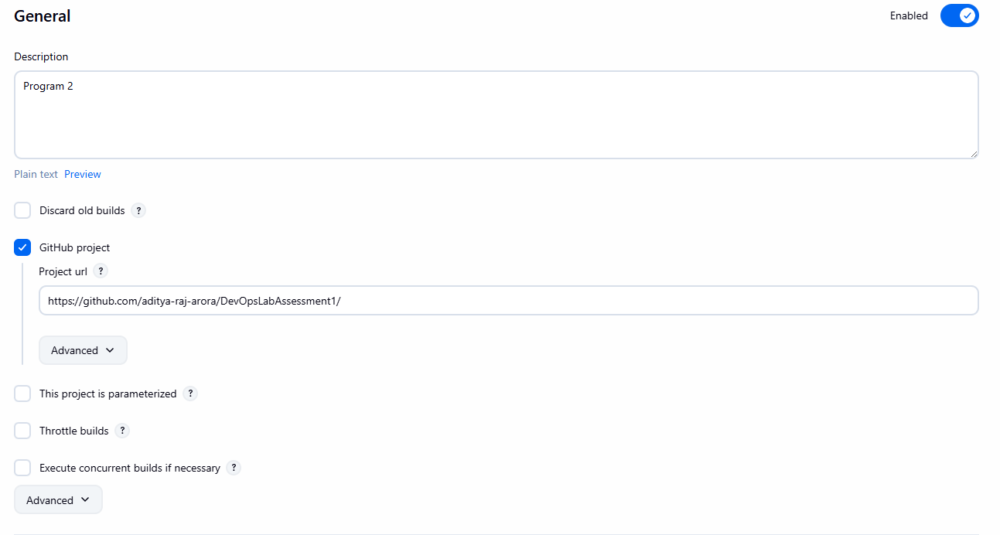 General
Enabled
Description
Program 2
Plain text Preview
Discard old builds ?
GitHub project
Project url ?
https://github.com/aditya-raj-arora/DevOpsLabAssessment1/
Advanced
This project is parameterized ?
Throttle builds ?
Execute concurrent builds if necessary ?
Advanced